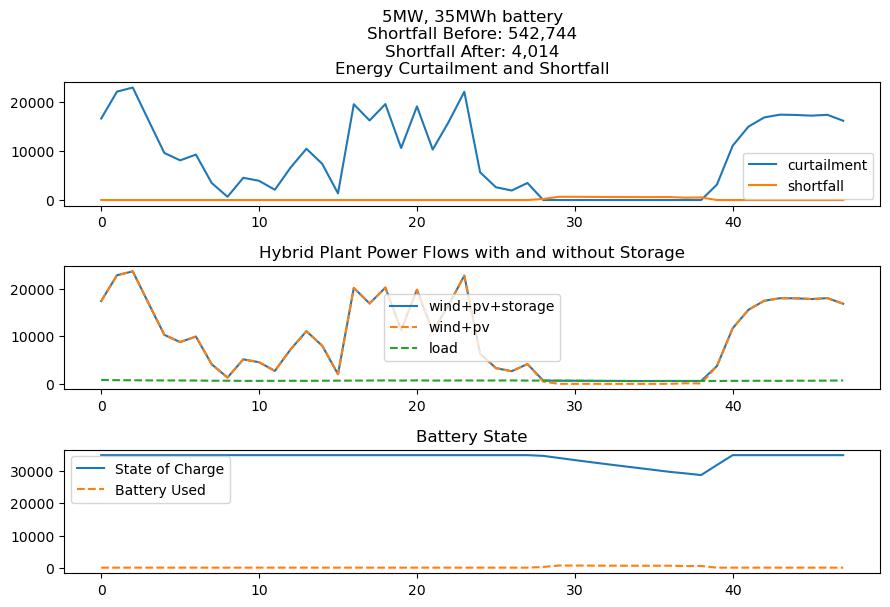 5MW, 35MWh battery
Shortfall Before: 542,744
Shortfall After: 4,014
Energy Curtailment and Shortfall
20000
10000
0
curtailment
shortfall
0 10 20 30 40
Hybrid Plant Power Flows with and without Storage
20000
10000
0
wind+pv+storage
wind+pv
load
0 10 20 30 40
Battery State
30000
20000
10000
0
State of Charge
Battery Used
0 10 20 30 40